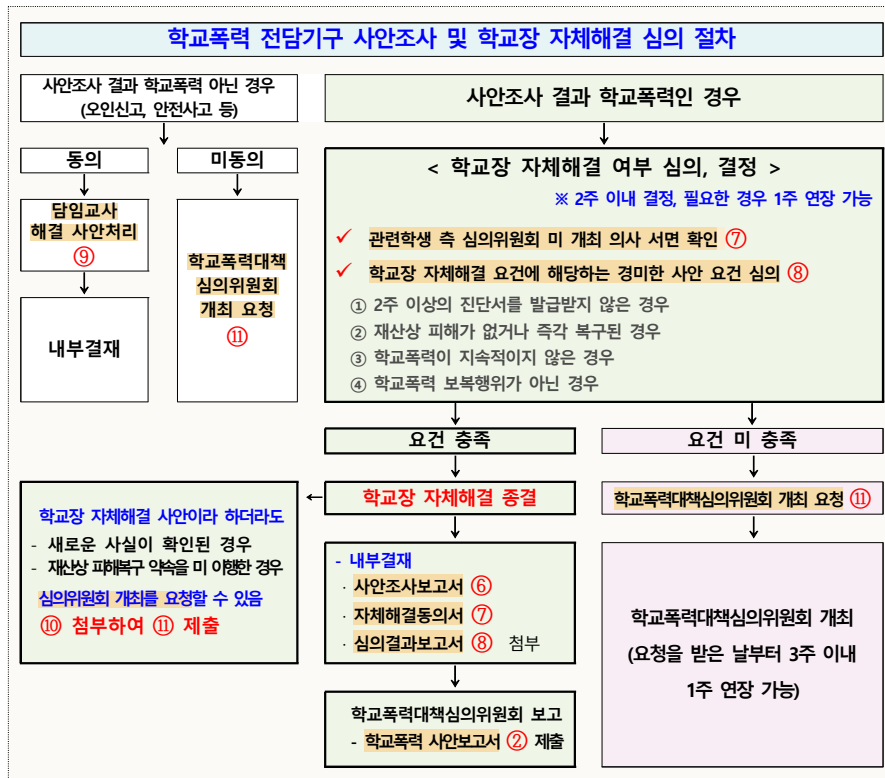 학교폭력 전담기구 사안조사 및 학교장 자체해결 심의 절차
사안조사 결과 학교폭력 아닌 경우
(오인신고, 안전사고 등)
동의
미동의
담임교사
해결 사안처리
⑨
내부결재
학교폭력대책
심의위원회
개최 요청
⑪
사안조사 결과 학교폭력인 경우
< 학교장 자체해결 여부 심의, 결정 >
※ 2주 이내 결정, 필요한 경우 1주 연장 가능
✓ 관련학생 측 심의위원회 미 개최 의사 서면 확인 ⑦
✓ 학교장 자체해결 요건에 해당하는 경미한 사안 요건 심의 ⑧
① 2주 이상의 진단서를 발급받지 않은 경우
② 재산상 피해가 없거나 즉각 복구된 경우
③ 학교폭력이 지속적이지 않은 경우
④ 학교폭력 보복행위가 아닌 경우
요건 충족
학교장 자체해결 종결
학교장 자체해결 사안이라 하더라도
- 새로운 사실이 확인된 경우
- 재산상 피해복구 약속을 미 이행한 경우
심의위원회 개최를 요청할 수 있음
⑩ 첨부하여 ⑪ 제출
- 내부결재
· 사안조사보고서 ⑥
· 자체해결동의서 ⑦
· 심의결과보고서 ⑧ 첨부
학교폭력대책심의위원회 보고
- 학교폭력 사안보고서 ② 제출
요건 미 충족
학교폭력대책심의위원회 개최 요청 ⑪
학교폭력대책심의위원회 개최
(요청을 받은 날부터 3주 이내
1주 연장 가능)